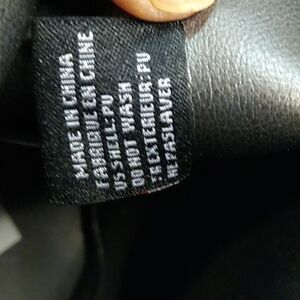 MADE IN CHINA
FABRIQUE EN CHINE
US SHELL: PU
DO NOT WASH
EXTERIEUR: PU
NE PAS LAVER